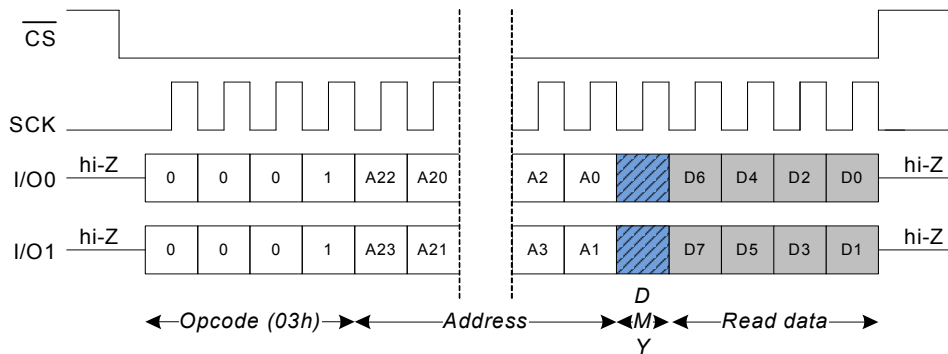 CS
SCK
hi-Z hi-Z
I/O0 0 0 0 1 A22 A20 A2 A0 D6 D4 D2 D0
hi-Z hi-Z
I/O1 0 0 0 1 A23 A21 A3 A1 D7 D5 D3 D1
D
Opcode (03h) Address M Read data
Y